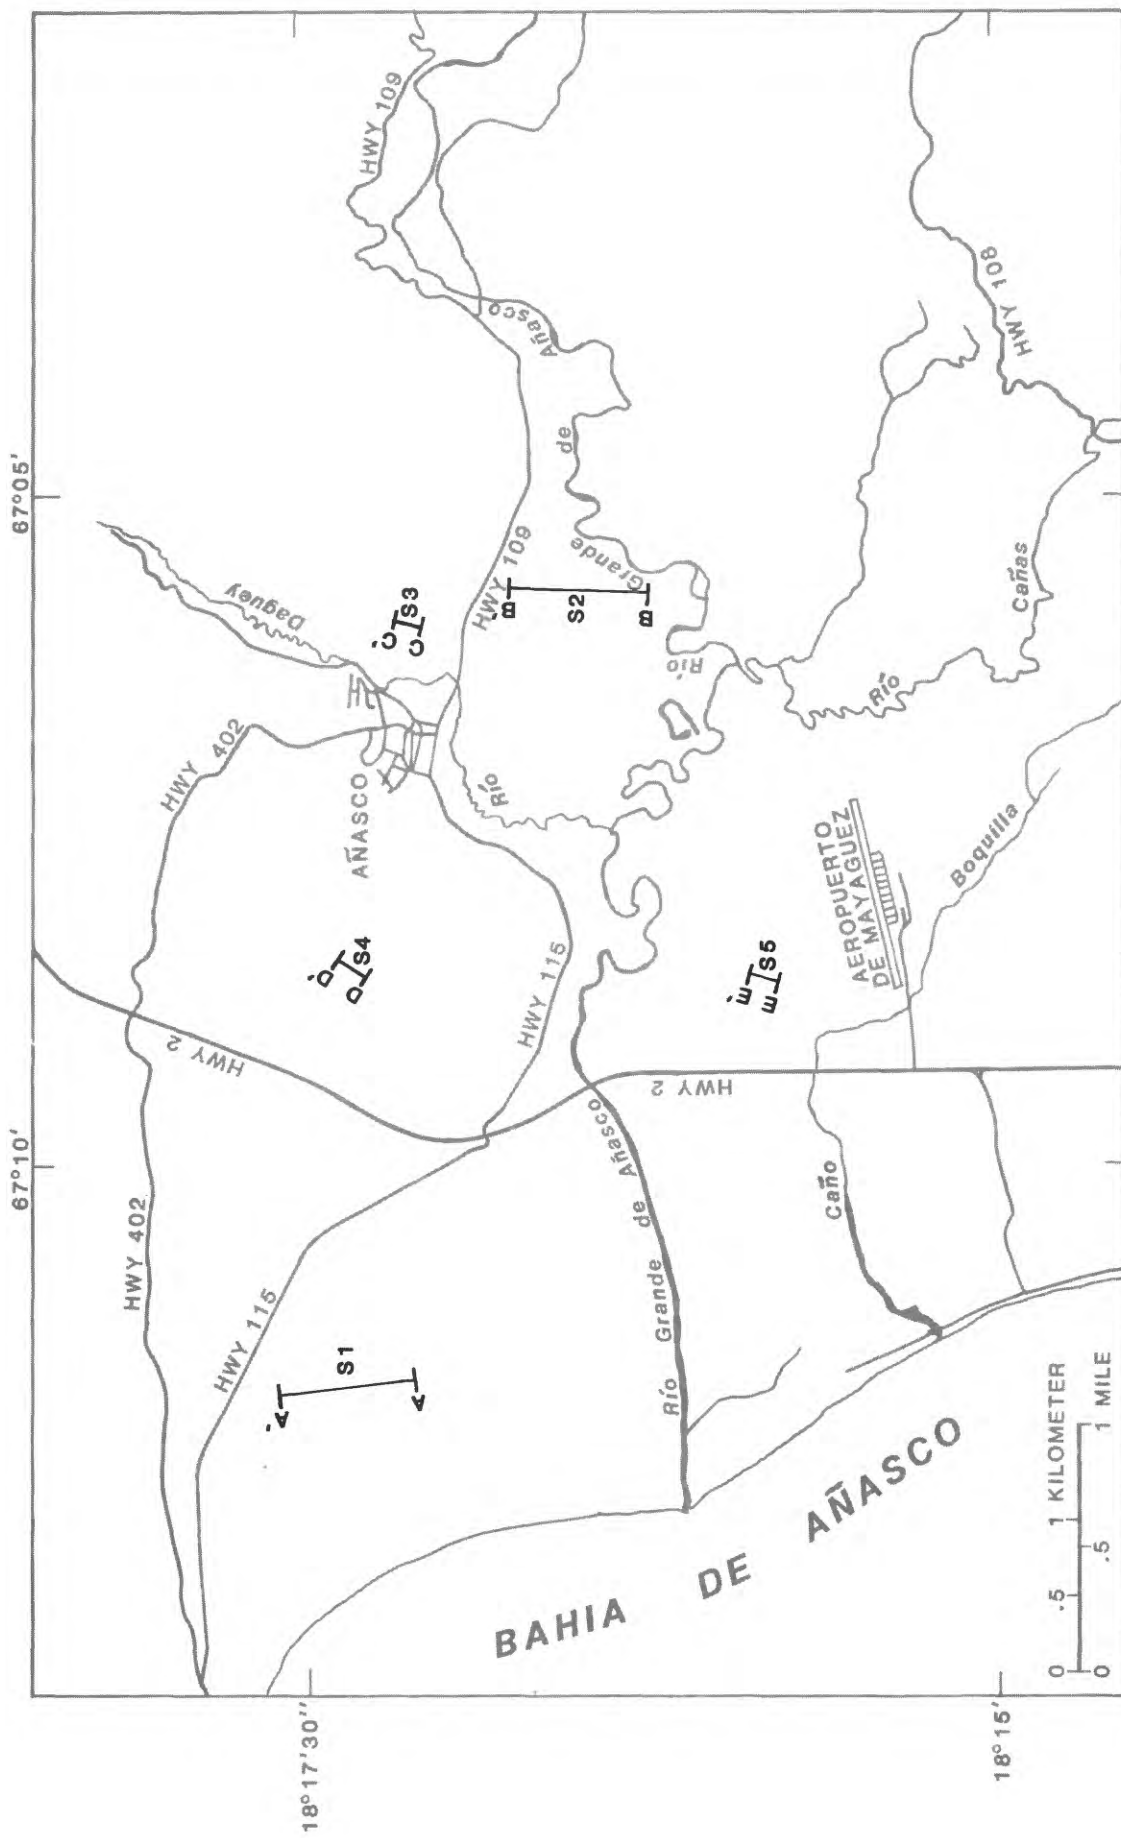 67°10'
67°05'
18°17'30"
18°15'
HWY 402
HWY 2
HWY 402
Daguey
HWY 109
HWY 115
A'
A
S1
D'
D
S4
AÑASCO
C'
C
S3
HWY 115
Río
HWY 109
B'
B
S2
Añasco
de
Grande
Río
Río Grande de Añasco
HWY 2
E'
E
S5
AEROPUERTO
DE MAYAGUEZ
Caño
Boquilla
Río
Cañas
HWY 108
BAHIA DE AÑASCO
0 .5 1 KILOMETER
0 .5 1 MILE